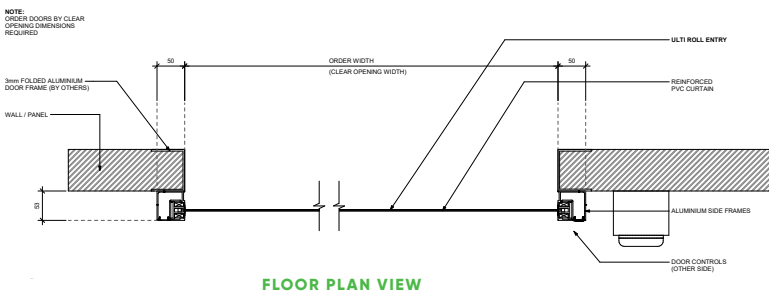 NOTE:
ORDER DOORS BY CLEAR
OPENING DIMENSIONS
REQUIRED
ULTI ROLL ENTRY
50
ORDER WIDTH
50
(CLEAR OPENING WIDTH)
3mm FOLDED ALUMINIUM
DOOR FRAME (BY OTHERS)
REINFORCED
PVC CURTAIN
WALL / PANEL
53
ALUMINIUM SIDE FRAMES
DOOR CONTROLS
(OTHER SIDE)
FLOOR PLAN VIEW